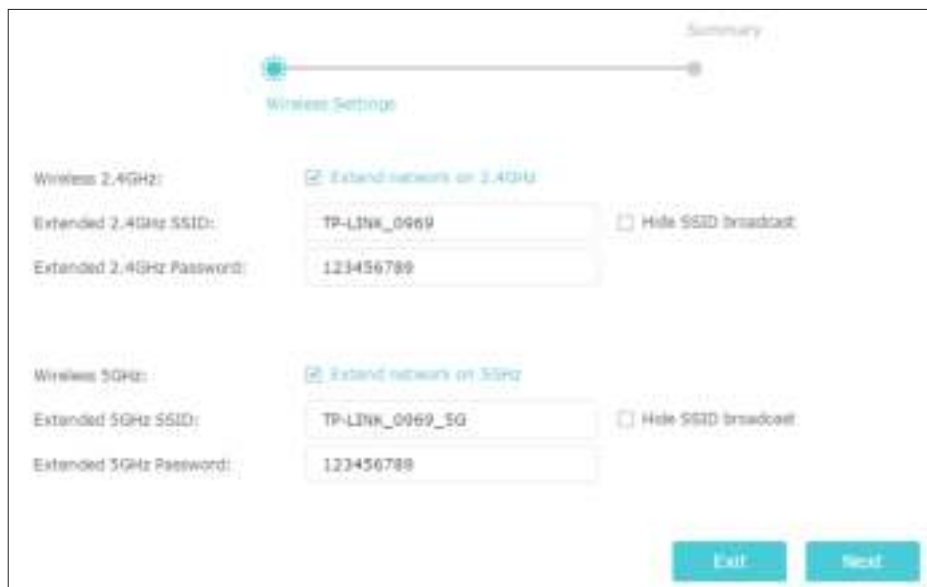 Summary
Wireless Settings
Wireless 2.4GHz: Extend network on 2.4GHz
Extended 2.4GHz SSID: TP-LINK_0969 Hide SSID broadcast
Extended 2.4GHz Password: 123456789
Wireless 5GHz: Extend network on 5GHz
Extended 5GHz SSID: TP-LINK_0969_5G Hide SSID broadcast
Extended 5GHz Password: 123456789
Exit Next